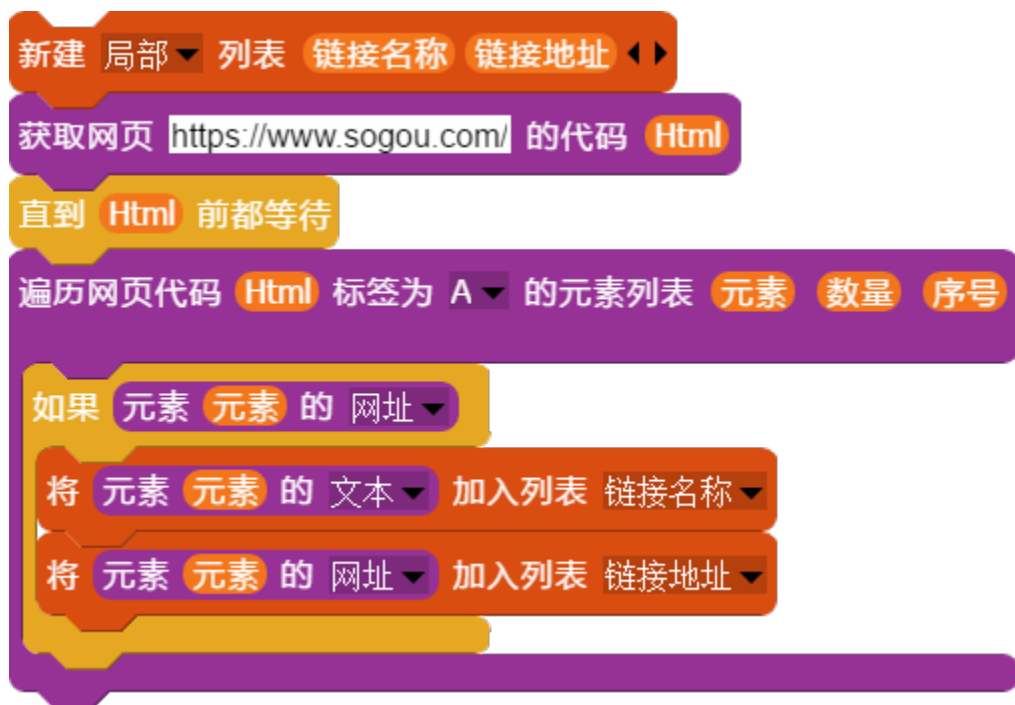 新建 局部 列表 链接名称 链接地址
获取网页 https://www.sogou.com/ 的代码 Html
直到 Html 前都等待
遍历网页代码 Html 标签为 A 的元素列表 元素 数量 序号
如果 元素 元素 的 网址
将 元素 元素 的 文本 加入列表 链接名称
将 元素 元素 的 网址 加入列表 链接地址